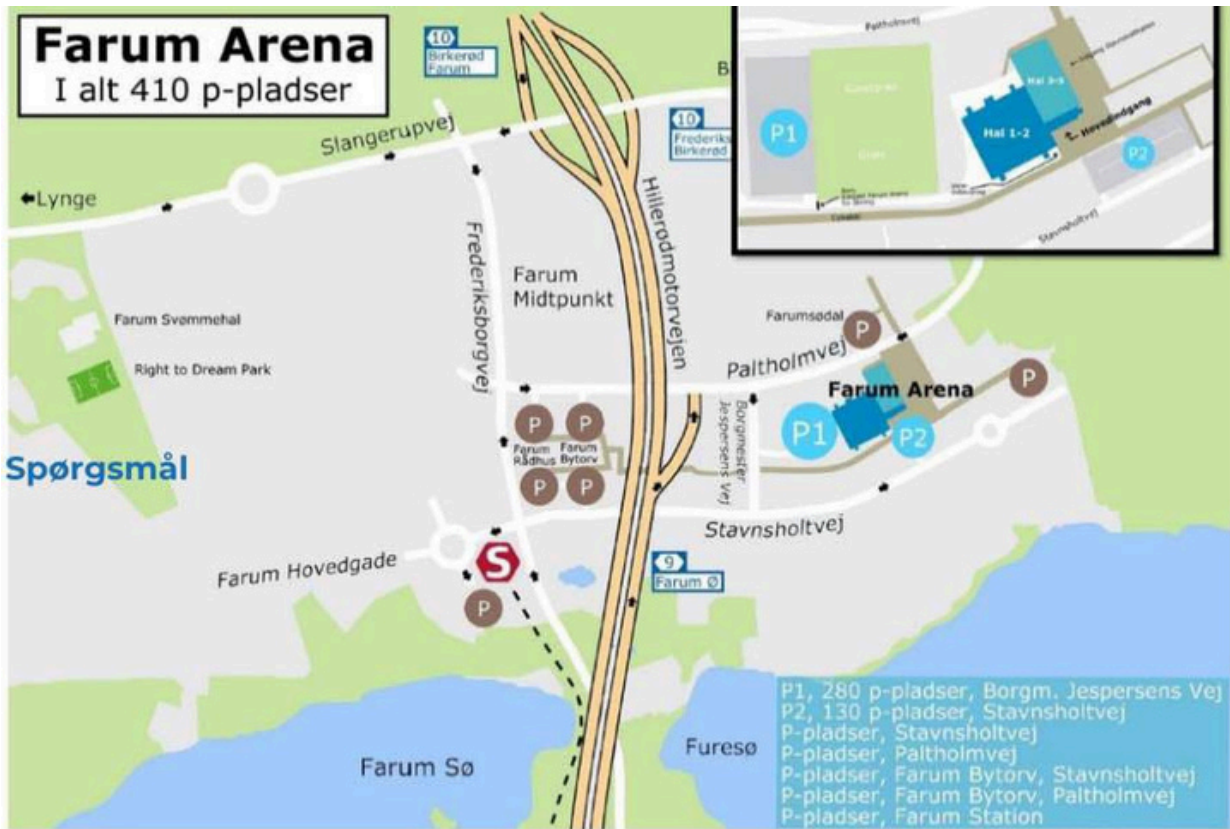 Farum Arena
I alt 410 p-pladser
10
Birkerød
Farum
Slangerupvej
Lynge
10
Frederiks
Birkerød
B
Paltholmvej
P1
Hal 3-5
Hal 1-2
Hovedindgang
P2
Stavnsholtvej
Frederiksborgvej
Farum
Midtpunkt
Hillerødmotorvejen
Farum Svømmehal
Right to Dream Park
Farumsødal
P
Paltholmvej
Farum Arena
P
P1
P2
Borgmester
Jespersens Vej
P
P
Farum
Rådhus
Farum
Bytorv
P
P
Spørgsmål
Stavnsholtvej
Farum Hovedgade
S
P
9
Farum Ø
Farum Sø
Furesø
P1, 280 p-pladser, Borgm. Jespersens Vej
P2, 130 p-pladser, Stavnsholtvej
P-pladser, Stavnsholtvej
P-pladser, Paltholmvej
P-pladser, Farum Bytorv, Stavnsholtvej
P-pladser, Farum Bytorv, Paltholmvej
P-pladser, Farum Station